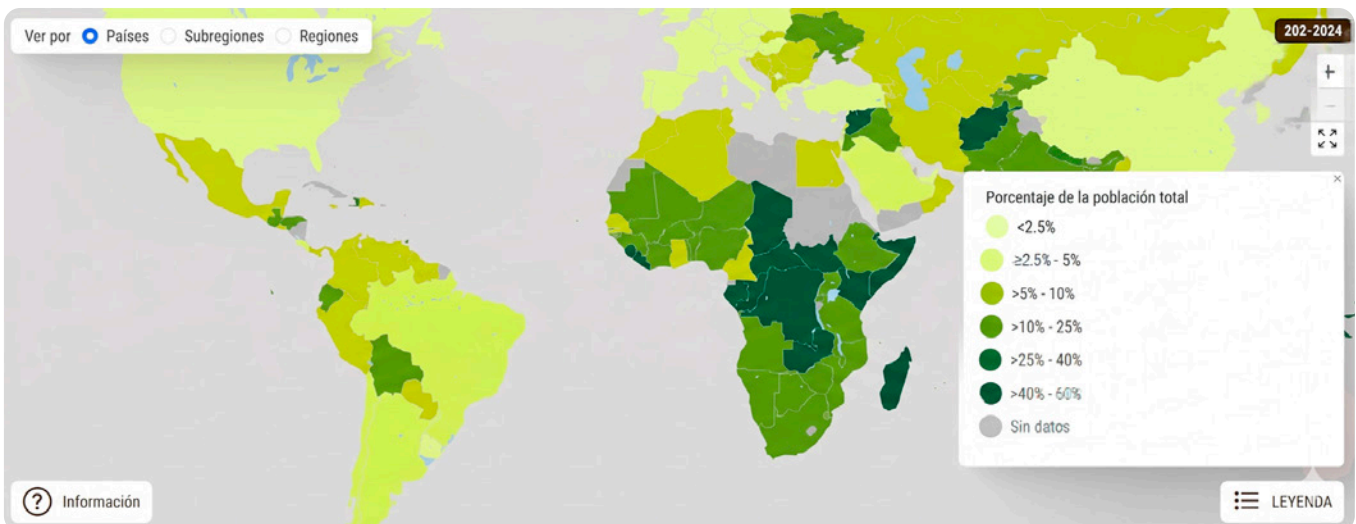 Ver por Países Subregiones Regiones
202-2024
+
−
Porcentaje de la población total
×
<2.5%
≥2.5% - 5%
>5% - 10%
>10% - 25%
>25% - 40%
>40% - 60%
Sin datos
? Información
LEYENDA